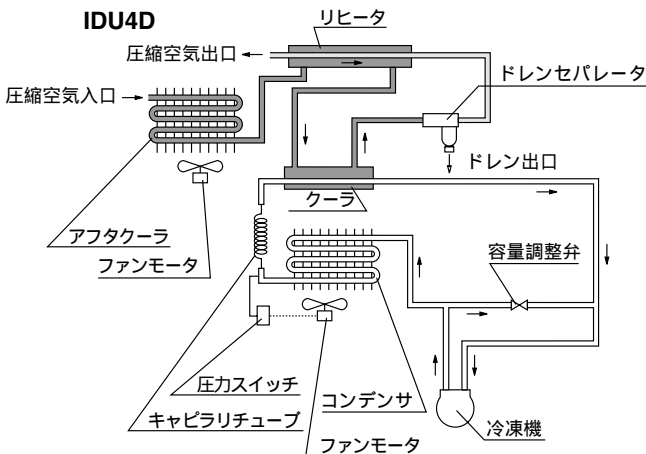 IDU4D
リヒータ
圧縮空気出口
ドレンセパレータ
圧縮空気入口
ドレン出口
クーラ
アフタクーラ
ファンモータ
容量調整弁
圧力スイッチ
コンデンサ
キャピラリチューブ
冷凍機
ファンモータ